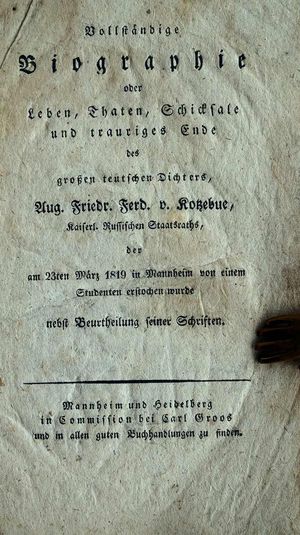 Vollständige
Biographie
oder
Leben, Thaten, Schicksale
und trauriges Ende
des
großen teutschen Dichters,
Aug. Friedr. Ferd. v. Kotzebue,
Kaiserl. Russischen Staatsraths,
der
am 23ten März 1819 in Mannheim von einem
Studenten erstochen wurde
nebst Beurtheilung seiner Schriften.
Mannheim und Heidelberg
in Commission bei Carl Groos
und in allen guten Buchhandlungen zu finden.